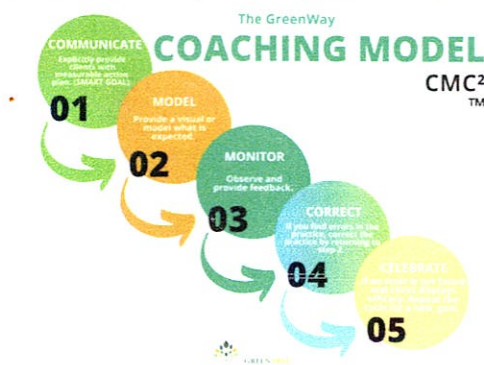 The GreenWay
COACHING MODEL
CMC²
TM
COMMUNICATE
Explicitly provide
clients with
measurable action
plan. (SMART GOAL)
01
MODEL
Provide a visual or
model what is
expected.
02
MONITOR
Observe and
provide feedback.
03
CORRECT
If you find errors in the
practice, correct the
practice by returning to
step 2.
04
CELEBRATE
05
GREEN